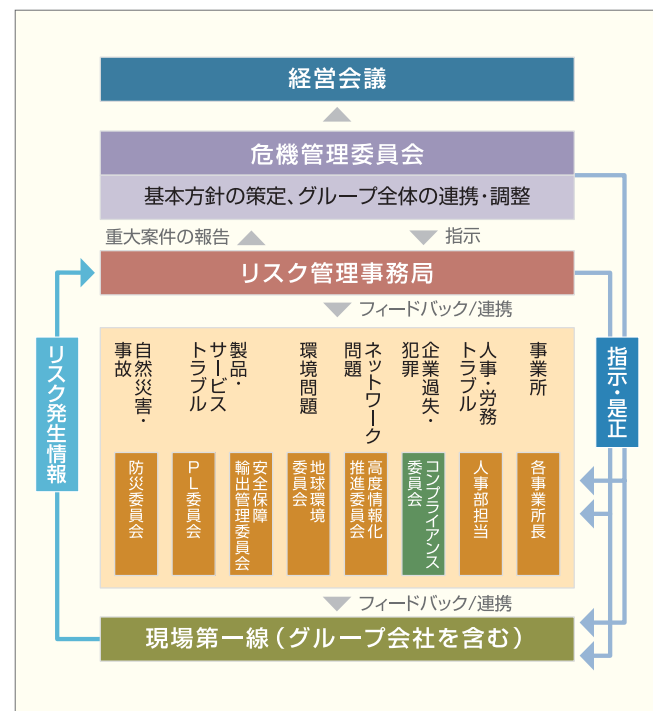 経営会議
危機管理委員会
基本方針の策定、グループ全体の連携・調整
重大案件の報告
指示
リスク管理事務局
フィードバック/連携
リスク発生情報
指示・是正
自然災害・
事故
製品・
サービス
トラブル
環境問題
ネットワーク
問題
企業過失・
犯罪
人事・労務
トラブル
事業所
防災委員会
PL委員会
安全保障
輸出管理委員会
地球環境
委員会
高度情報化
推進委員会
コンプライアンス
委員会
人事部担当
各事業所長
フィードバック/連携
現場第一線（グループ会社を含む）